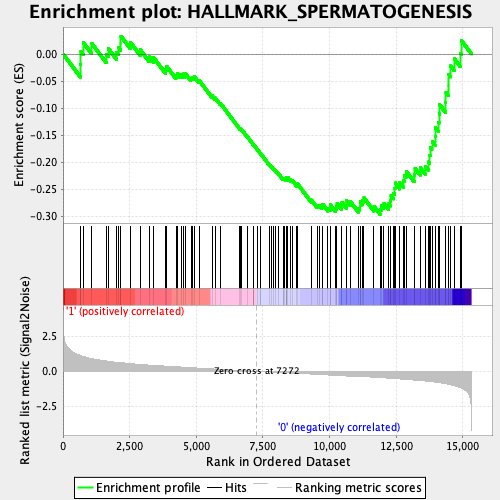 Enrichment plot: HALLMARK_SPERMATOGENESIS
Enrichment score (ES)
0.00
-0.05
-0.10
-0.15
-0.20
-0.25
-0.30
'1' (positively correlated)
'0' (negatively correlated)
Ranked list metric (Signal2Noise)
2.5
0.0
-2.5
Zero cross at 7272
0
2,500
5,000
7,500
10,000
12,500
15,000
Rank in Ordered Dataset
Enrichment profile
Hits
Ranking metric scores